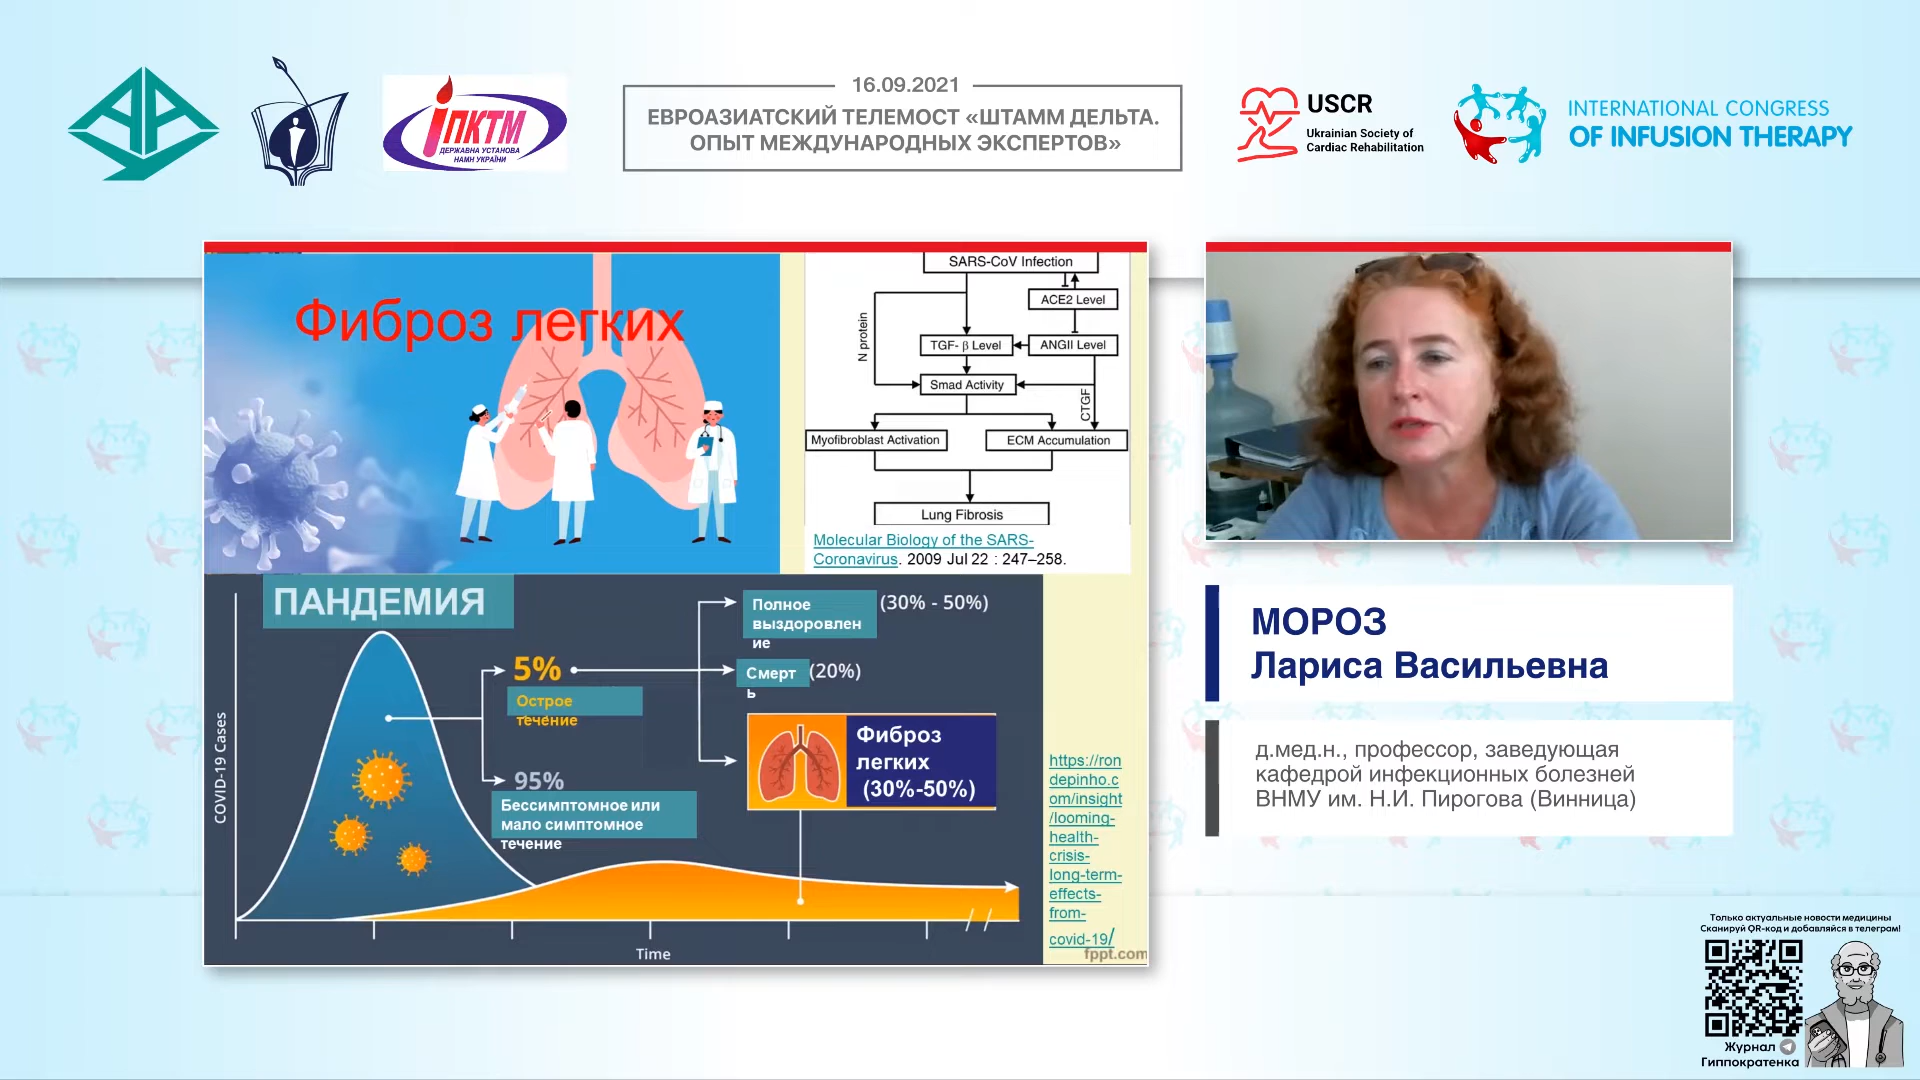 іПКТМ
ДЕРЖАВНА УСТАНОВА
НАМН УКРАЇНИ
16.09.2021
ЕВРОАЗИАТСКИЙ ТЕЛЕМОСТ «ШТАММ ДЕЛЬТА.
ОПЫТ МЕЖДУНАРОДНЫХ ЭКСПЕРТОВ»
USCR
Ukrainian Society of
Cardiac Rehabilitation
INTERNATIONAL CONGRESS
OF INFUSION THERAPY
Фиброз легких
SARS-CoV Infection
ACE2 Level
N protein
TGF- β Level
ANGII Level
Smad Activity
CTGF
Myofibroblast Activation
ECM Accumulation
Lung Fibrosis
Molecular Biology of the SARS-
Coronavirus. 2009 Jul 22 : 247–258.
ПАНДЕМИЯ
COVID-19 Cases
5%
Острое
течение
95%
Бессимптомное или
мало симптомное
течение
Полное
выздоровлен
ие
(30% - 50%)
Смерт
ь
(20%)
Фиброз
легких
(30%-50%)
Time
https://ron
depinho.c
om/insight
/looming-
health-
crisis-
long-term-
effects-
from-
covid-19/
fppt.com
МОРОЗ
Лариса Васильевна
д.мед.н., профессор, заведующая
кафедрой инфекционных болезней
ВНМУ им. Н.И. Пирогова (Винница)
Только актуальные новости медицины
Сканируй QR-код и добавляйся в телеграм!
Журнал
Гиппократенка